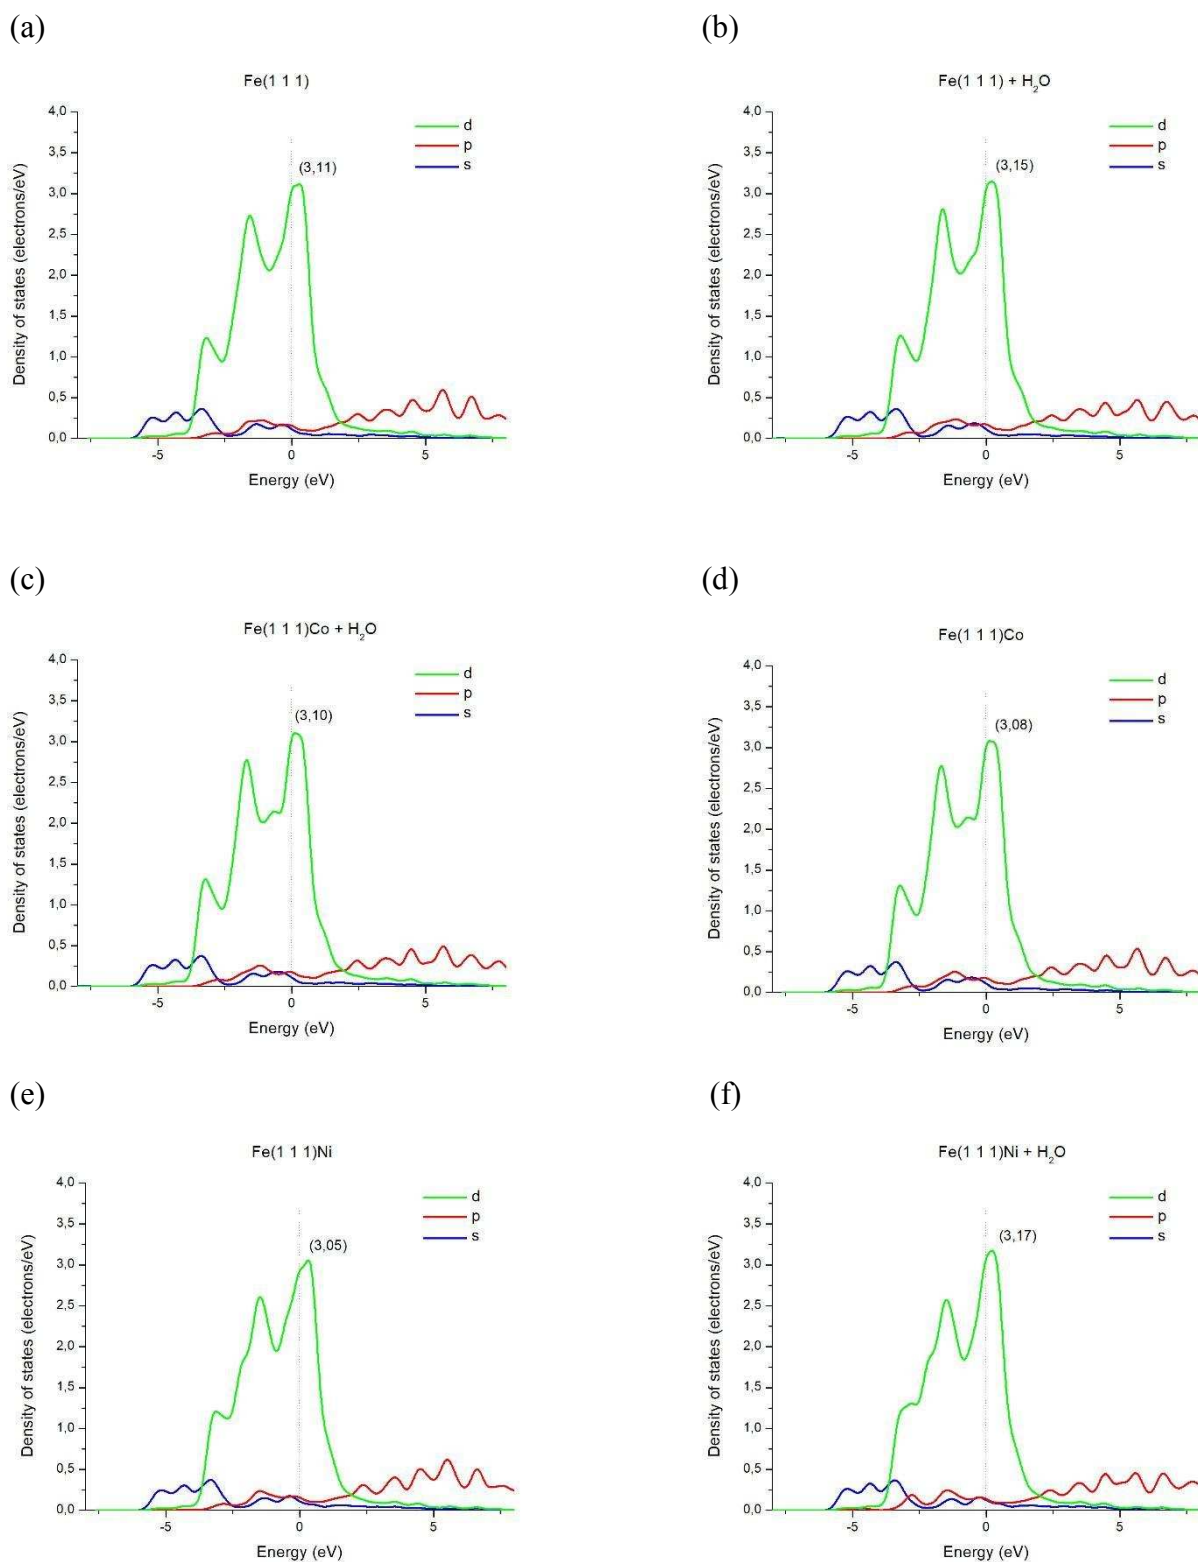 (a)
Fe(1 1 1)
4,0
3,5
3,0
2,5
2,0
1,5
1,0
0,5
0,0
Density of states (electrons/eV)
d
p
s
(3,11)
-5
0
5
Energy (eV)
(b)
Fe(1 1 1) + H₂O
4,0
3,5
3,0
2,5
2,0
1,5
1,0
0,5
0,0
Density of states (electrons/eV)
d
p
s
(3,15)
-5
0
5
Energy (eV)
(c)
Fe(1 1 1)Co + H₂O
4,0
3,5
3,0
2,5
2,0
1,5
1,0
0,5
0,0
Density of states (electrons/eV)
d
p
s
(3,10)
-5
0
5
Energy (eV)
(d)
Fe(1 1 1)Co
4,0
3,5
3,0
2,5
2,0
1,5
1,0
0,5
0,0
Density of states (electrons/eV)
d
p
s
(3,08)
-5
0
5
Energy (eV)
(e)
Fe(1 1 1)Ni
4,0
3,5
3,0
2,5
2,0
1,5
1,0
0,5
0,0
Density of states (electrons/eV)
d
p
s
(3,05)
-5
0
5
Energy (eV)
(f)
Fe(1 1 1)Ni + H₂O
4,0
3,5
3,0
2,5
2,0
1,5
1,0
0,5
0,0
Density of states (electrons/eV)
d
p
s
(3,17)
-5
0
5
Energy (eV)